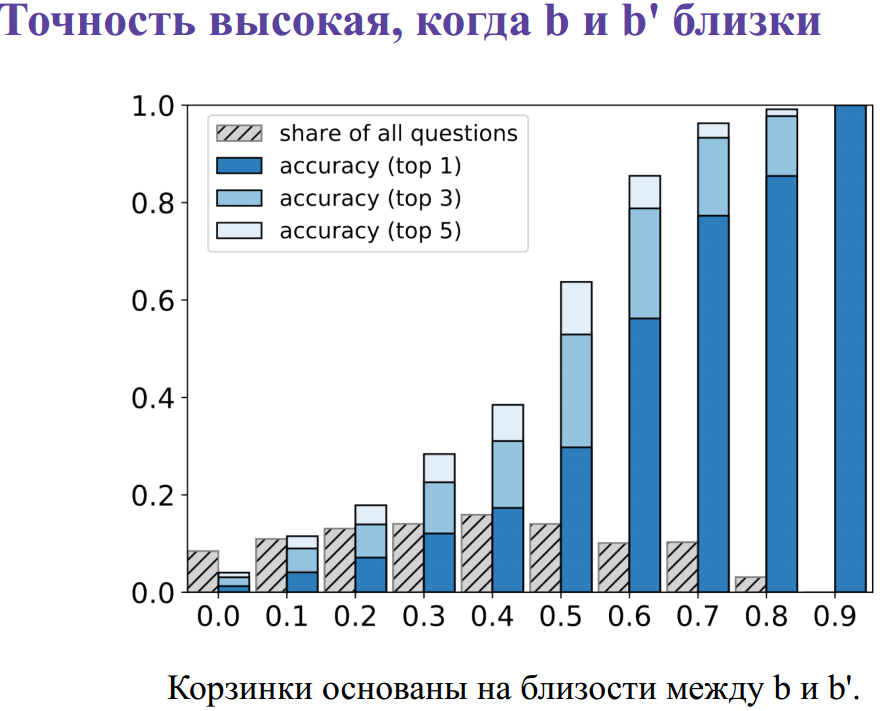 Точность высокая, когда b и b' близки
1.0
share of all questions
accuracy (top 1)
0.8
accuracy (top 3)
accuracy (top 5)
0.6
0.4
0.2
0.0
0.0 0.1 0.2 0.3 0.4 0.5 0.6 0.7 0.8 0.9
Корзинки основаны на близости между b и b'.